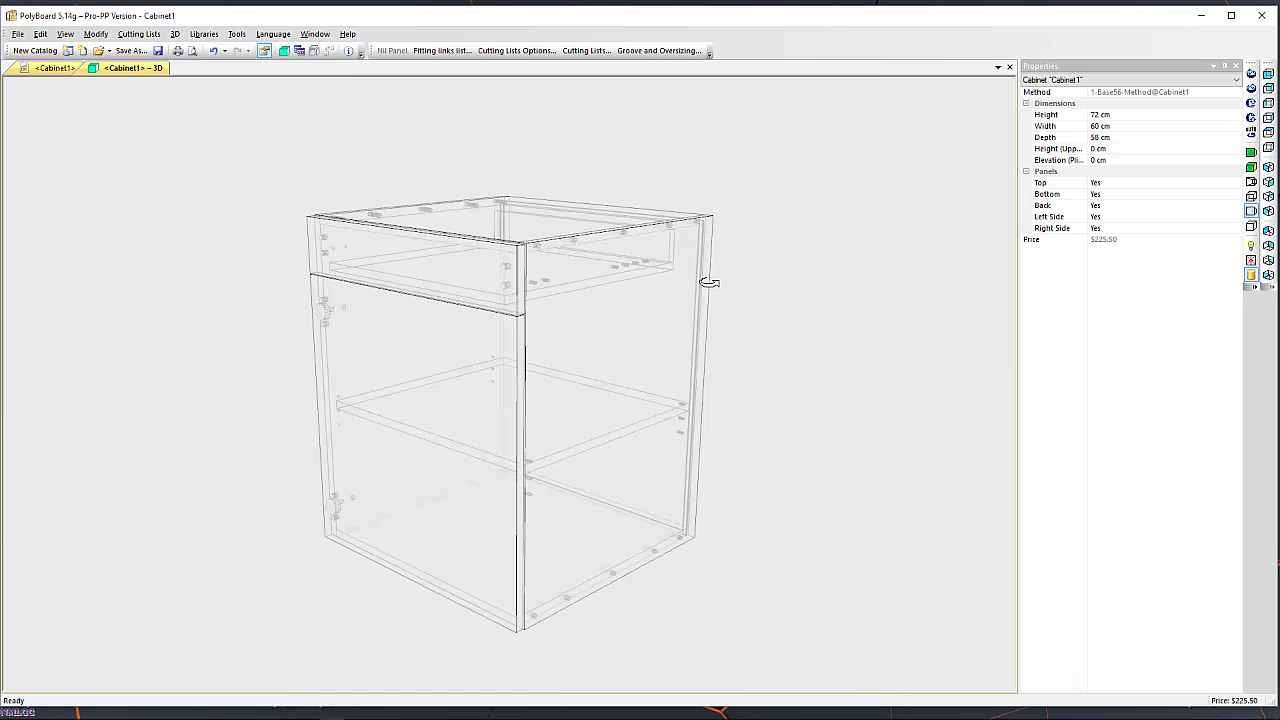 PolyBoard 5.14g – Pro-PP Version - Cabinet1
File Edit View Modify Cutting Lists 3D Libraries Tools Language Window Help
New Catalog Save As... Nil Panel Fitting links list... Cutting Lists Options... Cutting Lists... Groove and Oversizing...
<Cabinet1> <Cabinet1> – 3D
Properties
Cabinet "Cabinet1"
Method 1-Base56-Method@Cabinet1
Dimensions
Height 72 cm
Width 60 cm
Depth 58 cm
Height (Upp... 0 cm
Elevation (Pli... 0 cm
Panels
Top Yes
Bottom Yes
Back Yes
Left Side Yes
Right Side Yes
Price $225.50
Ready Price: $225.50